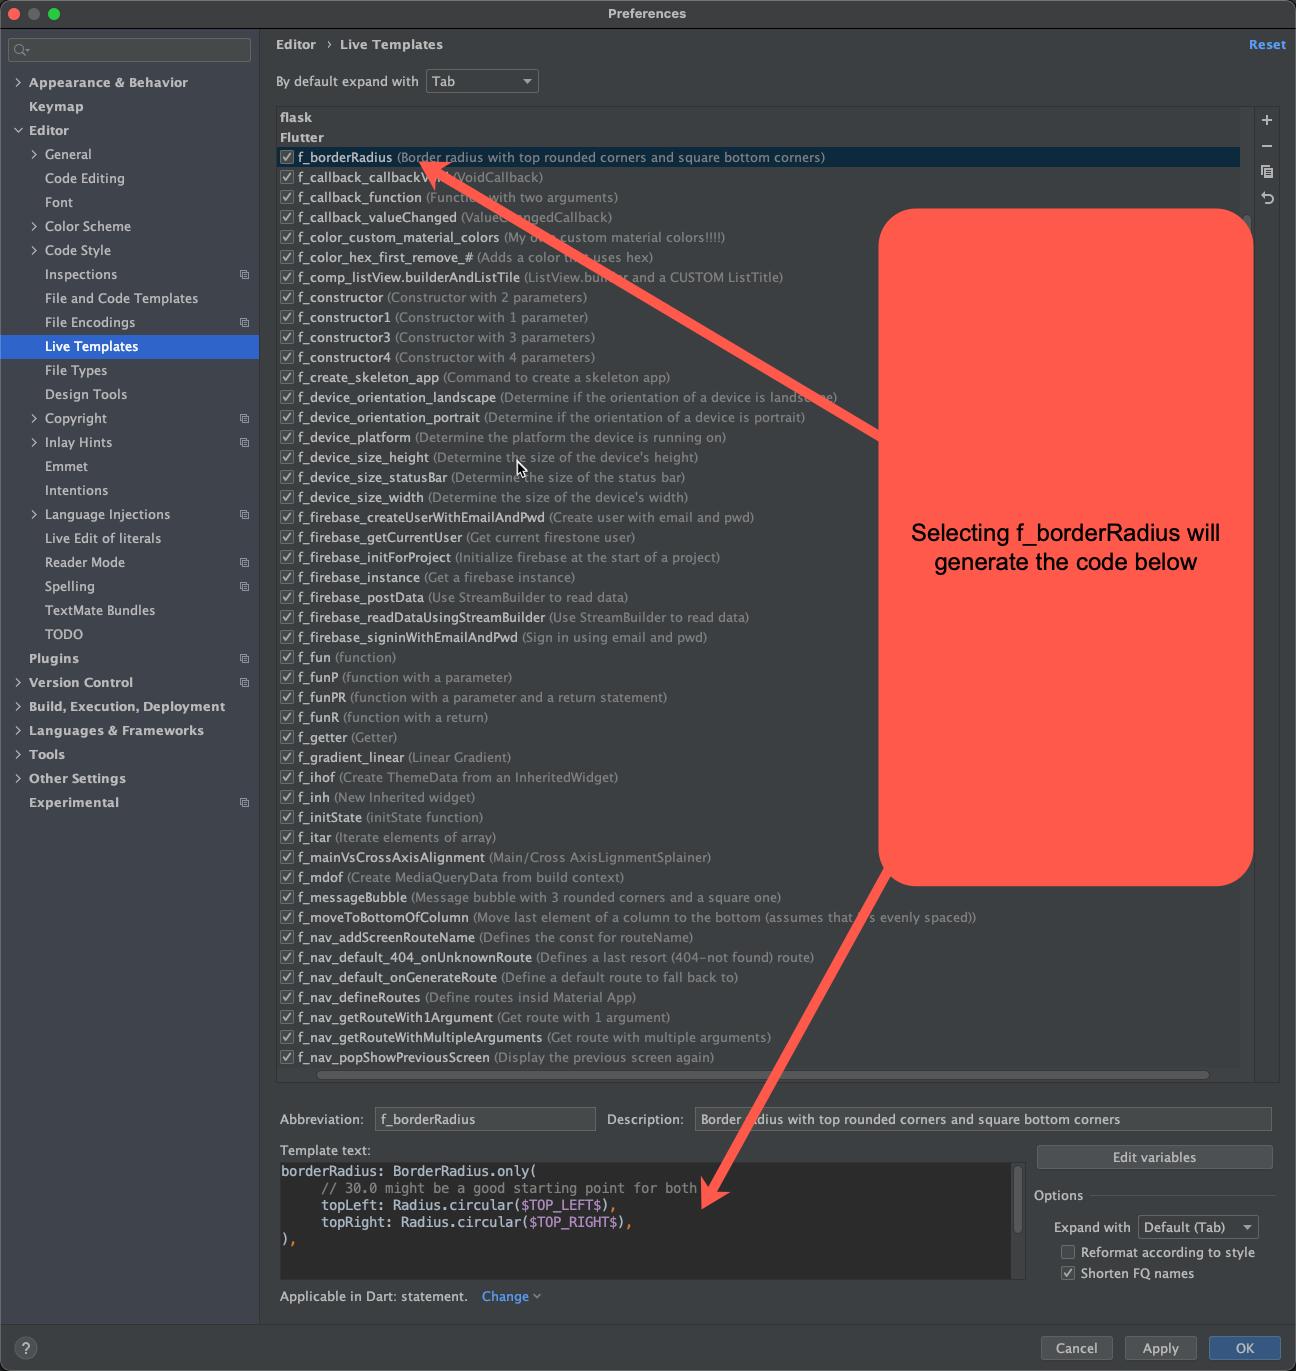 Preferences
Appearance & Behavior
Keymap
Editor
General
Code Editing
Font
Color Scheme
Code Style
Inspections
File and Code Templates
File Encodings
Live Templates
File Types
Design Tools
Copyright
Inlay Hints
Emmet
Intentions
Language Injections
Live Edit of literals
Reader Mode
Spelling
TextMate Bundles
TODO
Plugins
Version Control
Build, Execution, Deployment
Languages & Frameworks
Tools
Other Settings
Experimental
Editor › Live Templates
Reset
By default expand with Tab
flask
Flutter
f_borderRadius (Border radius with top rounded corners and square bottom corners)
f_callback_callbackV (VoidCallback)
f_callback_function (Function with two arguments)
f_callback_valueChanged (ValueChangedCallback)
f_color_custom_material_colors (My own custom material colors!!!!)
f_color_hex_first_remove_# (Adds a color that uses hex)
f_comp_listView.builderAndListTile (ListView.builder and a CUSTOM ListTitle)
f_constructor (Constructor with 2 parameters)
f_constructor1 (Constructor with 1 parameter)
f_constructor3 (Constructor with 3 parameters)
f_constructor4 (Constructor with 4 parameters)
f_create_skeleton_app (Command to create a skeleton app)
f_device_orientation_landscape (Determine if the orientation of a device is landscape)
f_device_orientation_portrait (Determine if the orientation of a device is portrait)
f_device_platform (Determine the platform the device is running on)
f_device_size_height (Determine the size of the device's height)
f_device_size_statusBar (Determine the size of the status bar)
f_device_size_width (Determine the size of the device's width)
f_firebase_createUserWithEmailAndPwd (Create user with email and pwd)
f_firebase_getCurrentUser (Get current firestone user)
f_firebase_initForProject (Initialize firebase at the start of a project)
f_firebase_instance (Get a firebase instance)
f_firebase_postData (Use StreamBuilder to read data)
f_firebase_readDataUsingStreamBuilder (Use StreamBuilder to read data)
f_firebase_signinWithEmailAndPwd (Sign in using email and pwd)
f_fun (function)
f_funP (function with a parameter)
f_funPR (function with a parameter and a return statement)
f_funR (function with a return)
f_getter (Getter)
f_gradient_linear (Linear Gradient)
f_ihof (Create ThemeData from an InheritedWidget)
f_inh (New Inherited widget)
f_initState (initState function)
f_itar (Iterate elements of array)
f_mainVsCrossAxisAlignment (Main/Cross AxisLignmentSplainer)
f_mdof (Create MediaQueryData from build context)
f_messageBubble (Message bubble with 3 rounded corners and a square one)
f_moveToBottomOfColumn (Move last element of a column to the bottom (assumes that it's evenly spaced))
f_nav_addScreenRouteName (Defines the const for routeName)
f_nav_default_404_onUnknownRoute (Defines a last resort (404-not found) route)
f_nav_default_onGenerateRoute (Define a default route to fall back to)
f_nav_defineRoutes (Define routes insid Material App)
f_nav_getRouteWith1Argument (Get route with 1 argument)
f_nav_getRouteWithMultipleArguments (Get route with multiple arguments)
f_nav_popShowPreviousScreen (Display the previous screen again)
Selecting f_borderRadius will
generate the code below
Abbreviation: f_borderRadius Description: Border radius with top rounded corners and square bottom corners
Template text:
borderRadius: BorderRadius.only(
// 30.0 might be a good starting point for both
topLeft: Radius.circular($TOP_LEFT$),
topRight: Radius.circular($TOP_RIGHT$),
),
Edit variables
Options
Expand with Default (Tab)
Reformat according to style
Shorten FQ names
Applicable in Dart: statement. Change
?
Cancel Apply OK